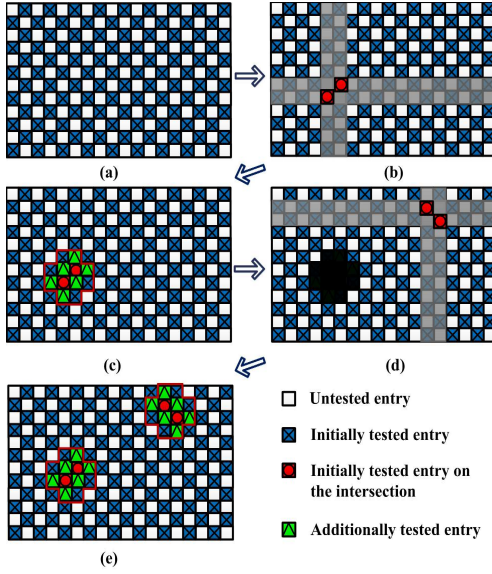 (a)
(b)
(c)
(d)
(e)
Untested entry
Initially tested entry
Initially tested entry on
the intersection
Additionally tested entry